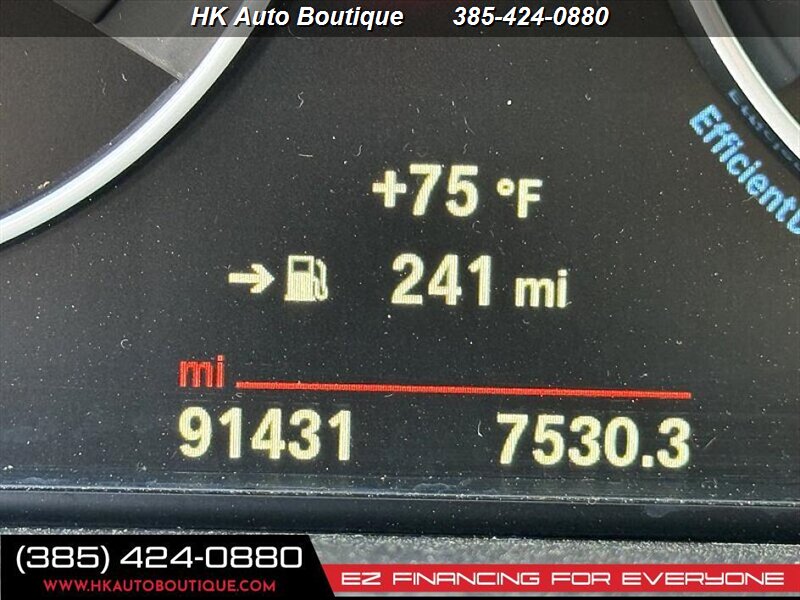 HK Auto Boutique 385-424-0880
+75 °F
→ 241 mi
mi
91431 7530.3
(385) 424-0880
WWW.HKAUTOBOUTIQUE.COM
EZ FINANCING FOR EVERYONE